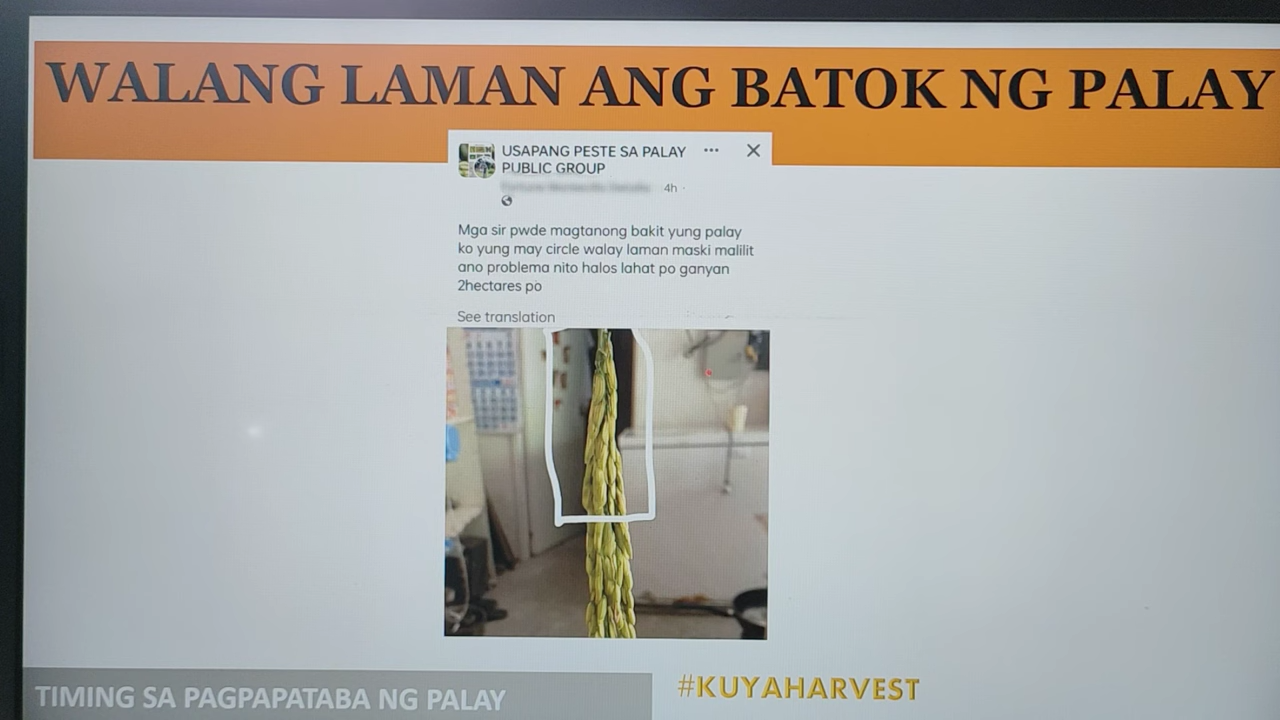 WALANG LAMAN ANG BATOK NG PALAY
USAPANG PESTE SA PALAY
PUBLIC GROUP
4h ·
Mga sir pwde magtanong bakit yung palay
ko yung may circle walay laman maski malilit
ano problema nito halos lahat po ganyan
2hectares po
See translation
TIMING SA PAGPAPATABA NG PALAY
#KUYAHARVEST